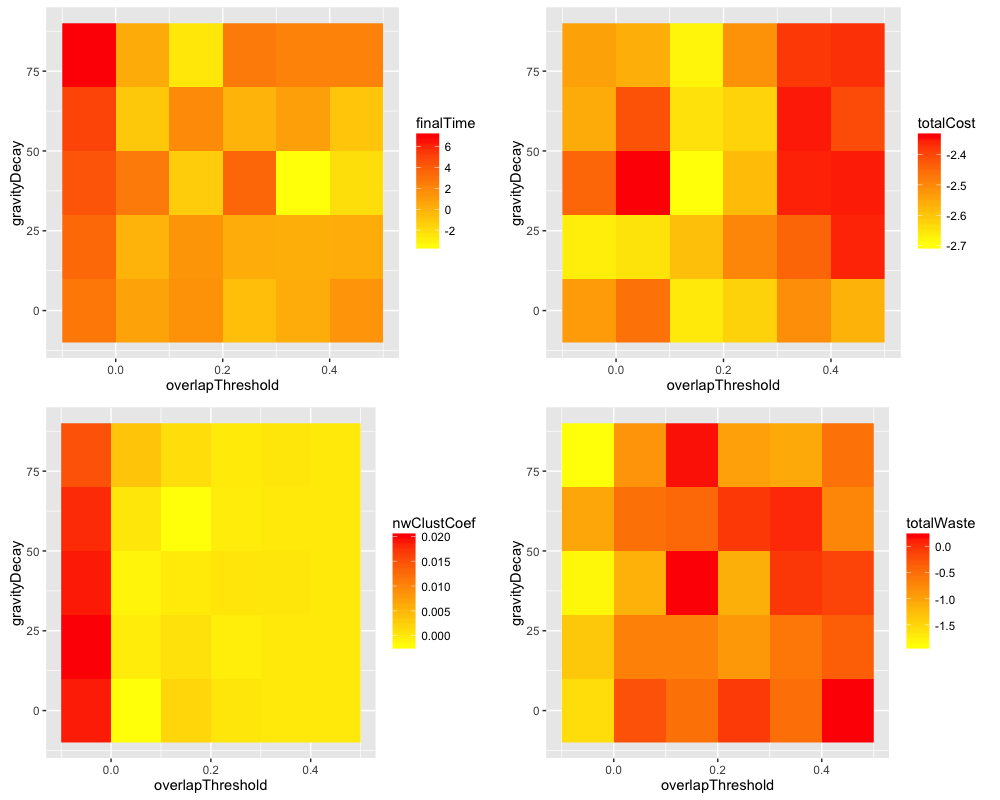 75
50
25
0
gravityDecay
0.0 0.2 0.4
overlapThreshold
finalTime
6
4
2
0
-2
75
50
25
0
gravityDecay
0.0 0.2 0.4
overlapThreshold
totalCost
-2.4
-2.5
-2.6
-2.7
75
50
25
0
gravityDecay
0.0 0.2 0.4
overlapThreshold
nwClustCoef
0.020
0.015
0.010
0.005
0.000
75
50
25
0
gravityDecay
0.0 0.2 0.4
overlapThreshold
totalWaste
0.0
-0.5
-1.0
-1.5